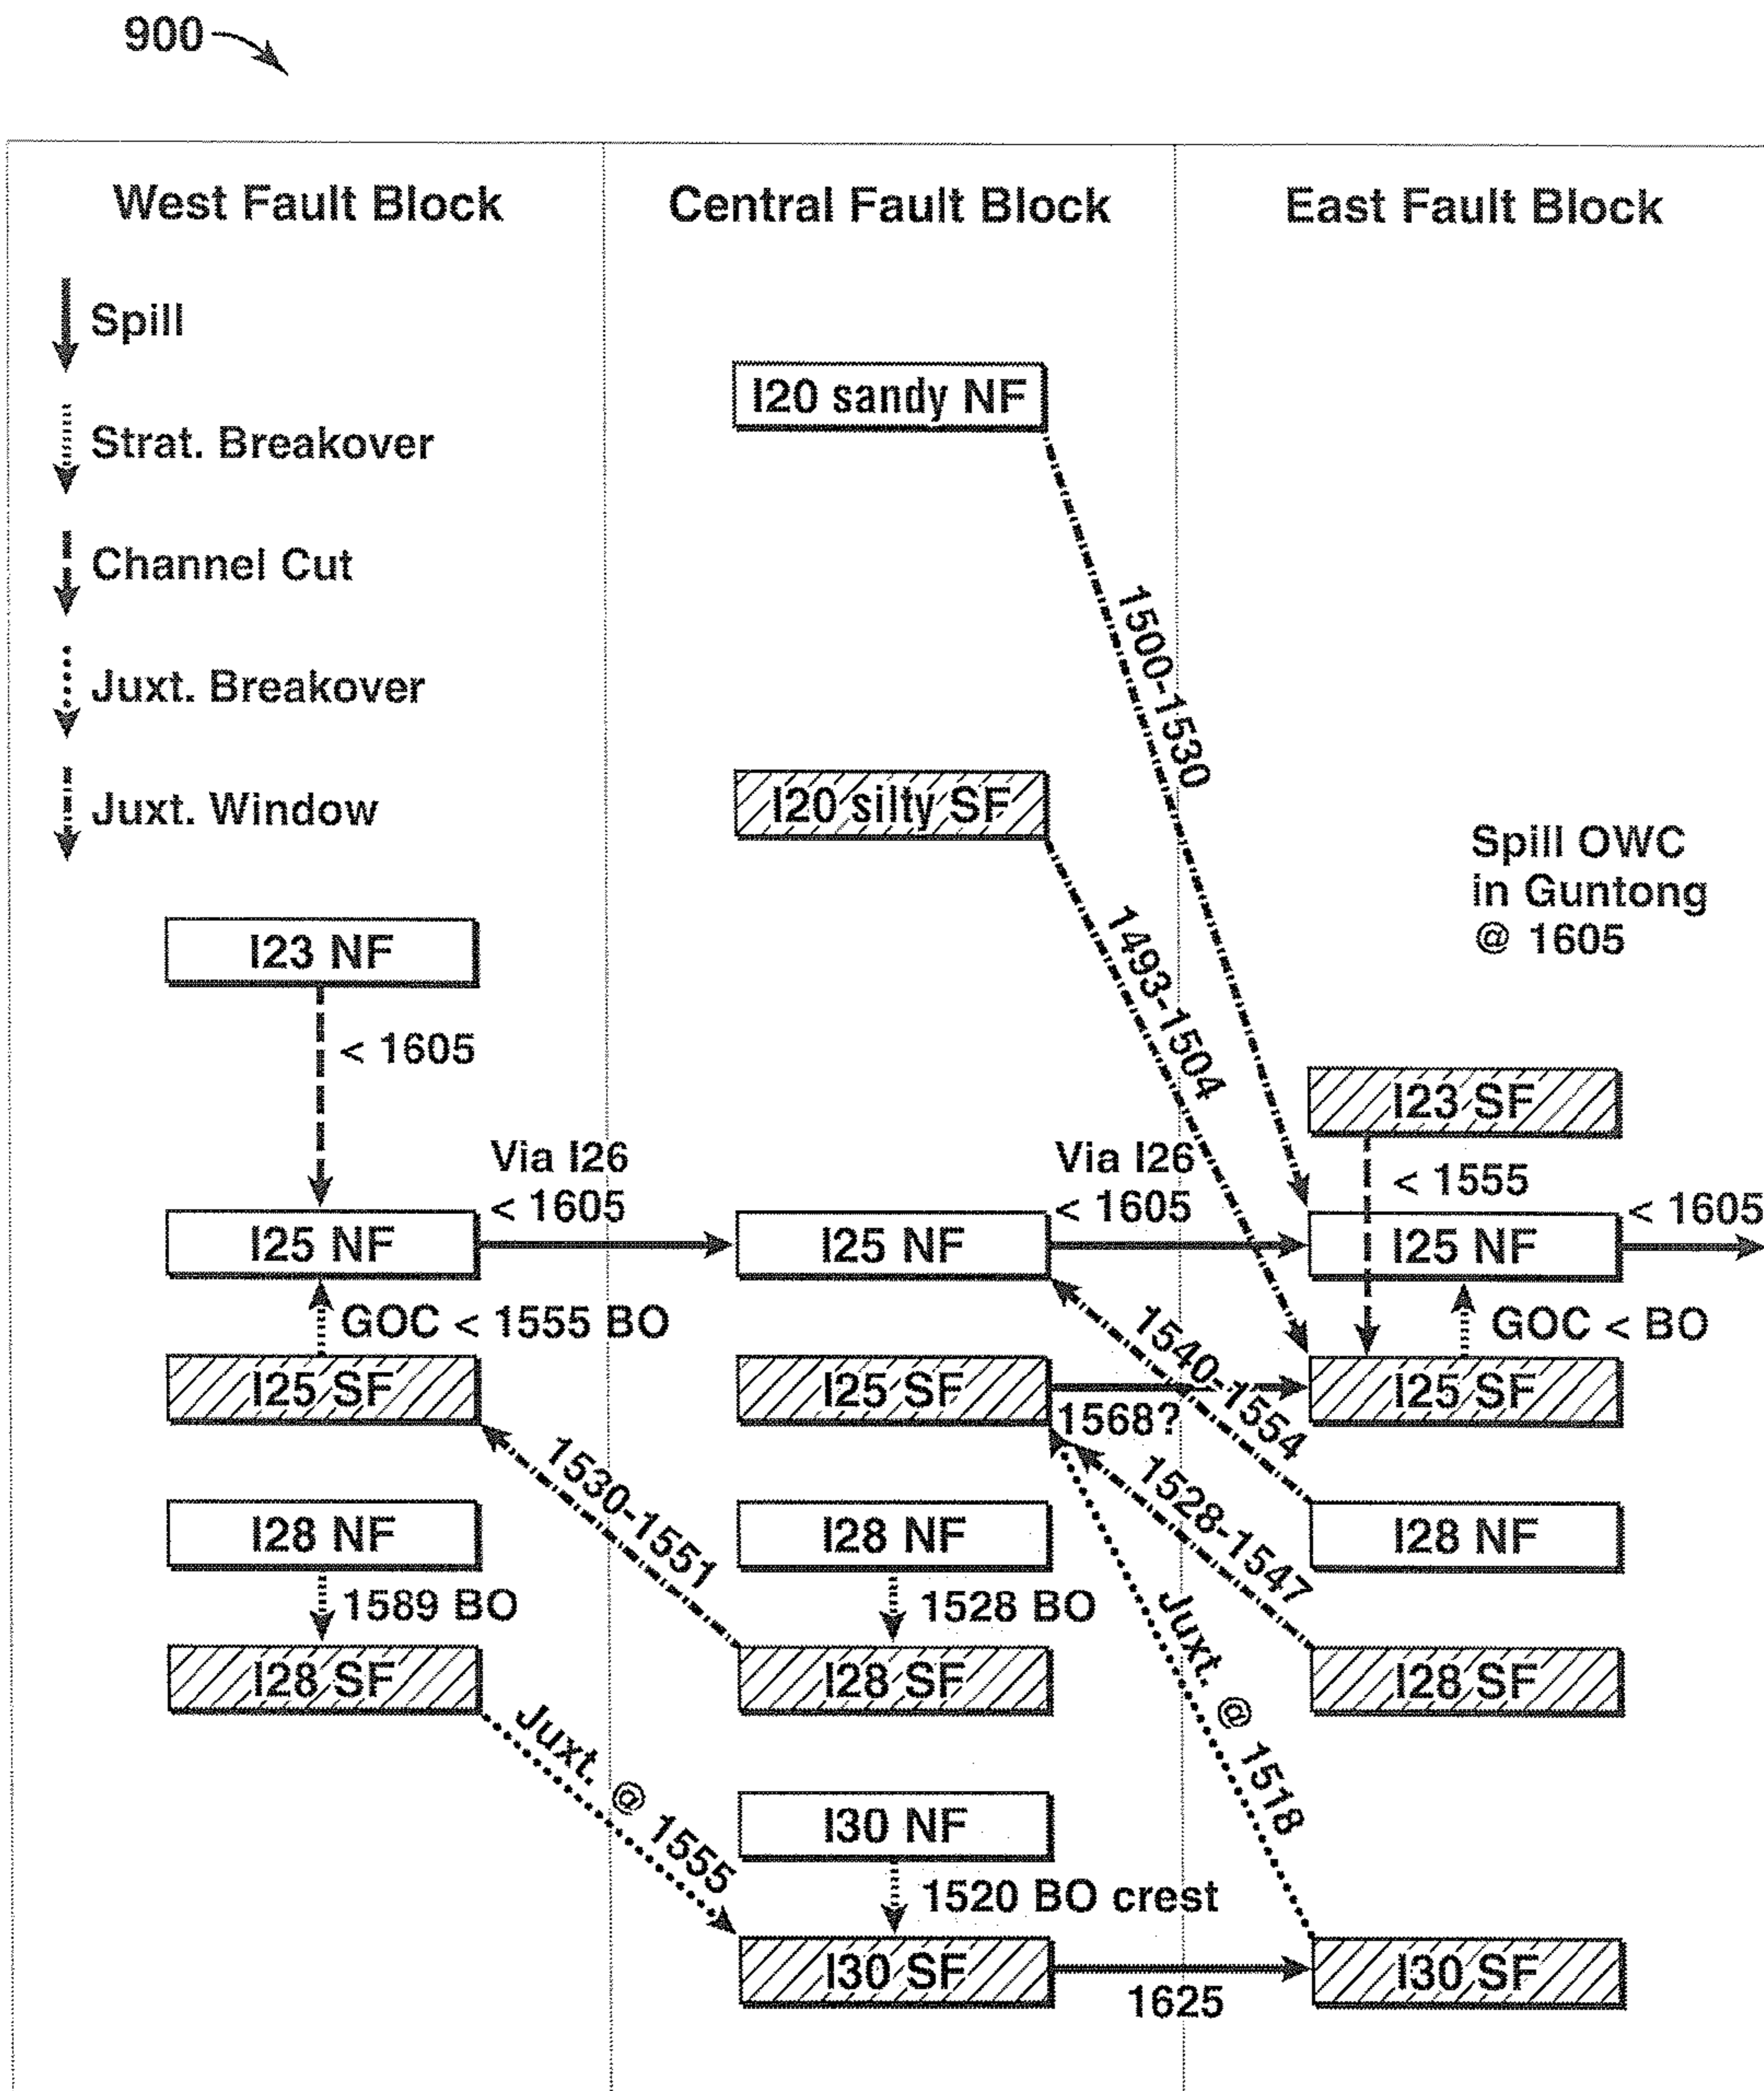 900
West Fault Block
Central Fault Block
East Fault Block
Spill
Strat. Breakover
Channel Cut
Juxt. Breakover
Juxt. Window
I20 sandy NF
1500-1530
I20 silty SF
1493-1504
Spill OWC
in Guntong
@ 1605
I23 NF
< 1605
I23 SF
< 1555
Via I26
< 1605
Via I26
< 1605
< 1605
I25 NF
I25 NF
I25 NF
GOC < 1555 BO
1540-1554
GOC < BO
I25 SF
I25 SF
1568?
I25 SF
1530-1551
1528-1547
I28 NF
I28 NF
I28 NF
1589 BO
1528 BO
Juxt. @ 1518
I28 SF
I28 SF
I28 SF
Juxt. @ 1555
I30 NF
1520 BO crest
I30 SF
1625
I30 SF